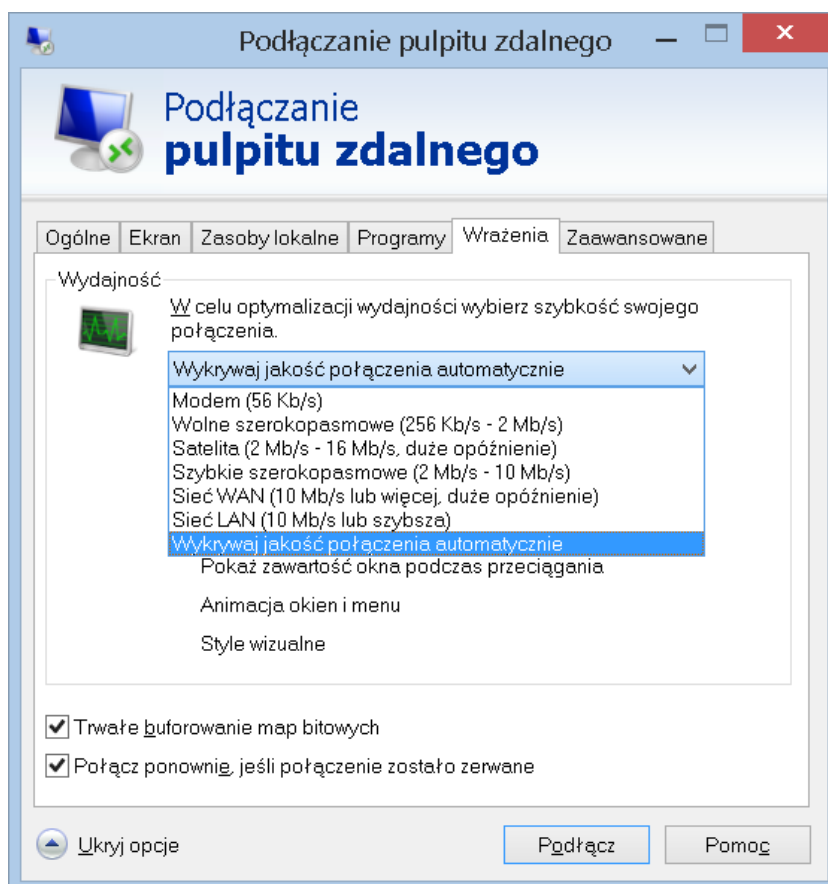 Podłączanie pulpitu zdalnego
Podłączanie
pulpitu zdalnego
Ogólne Ekran Zasoby lokalne Programy Wrażenia Zaawansowane
Wydajność
W celu optymalizacji wydajności wybierz szybkość swojego
połączenia.
Wykrywaj jakość połączenia automatycznie
Modem (56 Kb/s)
Wolne szerokopasmowe (256 Kb/s - 2 Mb/s)
Satelita (2 Mb/s - 16 Mb/s, duże opóźnienie)
Szybkie szerokopasmowe (2 Mb/s - 10 Mb/s)
Sieć WAN (10 Mb/s lub więcej, duże opóźnienie)
Sieć LAN (10 Mb/s lub szybsza)
Wykrywaj jakość połączenia automatycznie
Pokaż zawartość okna podczas przeciągania
Animacja okien i menu
Style wizualne
Trwałe buforowanie map bitowych
Połącz ponownie, jeśli połączenie zostało zerwane
Ukryj opcje Podłącz Pomoc